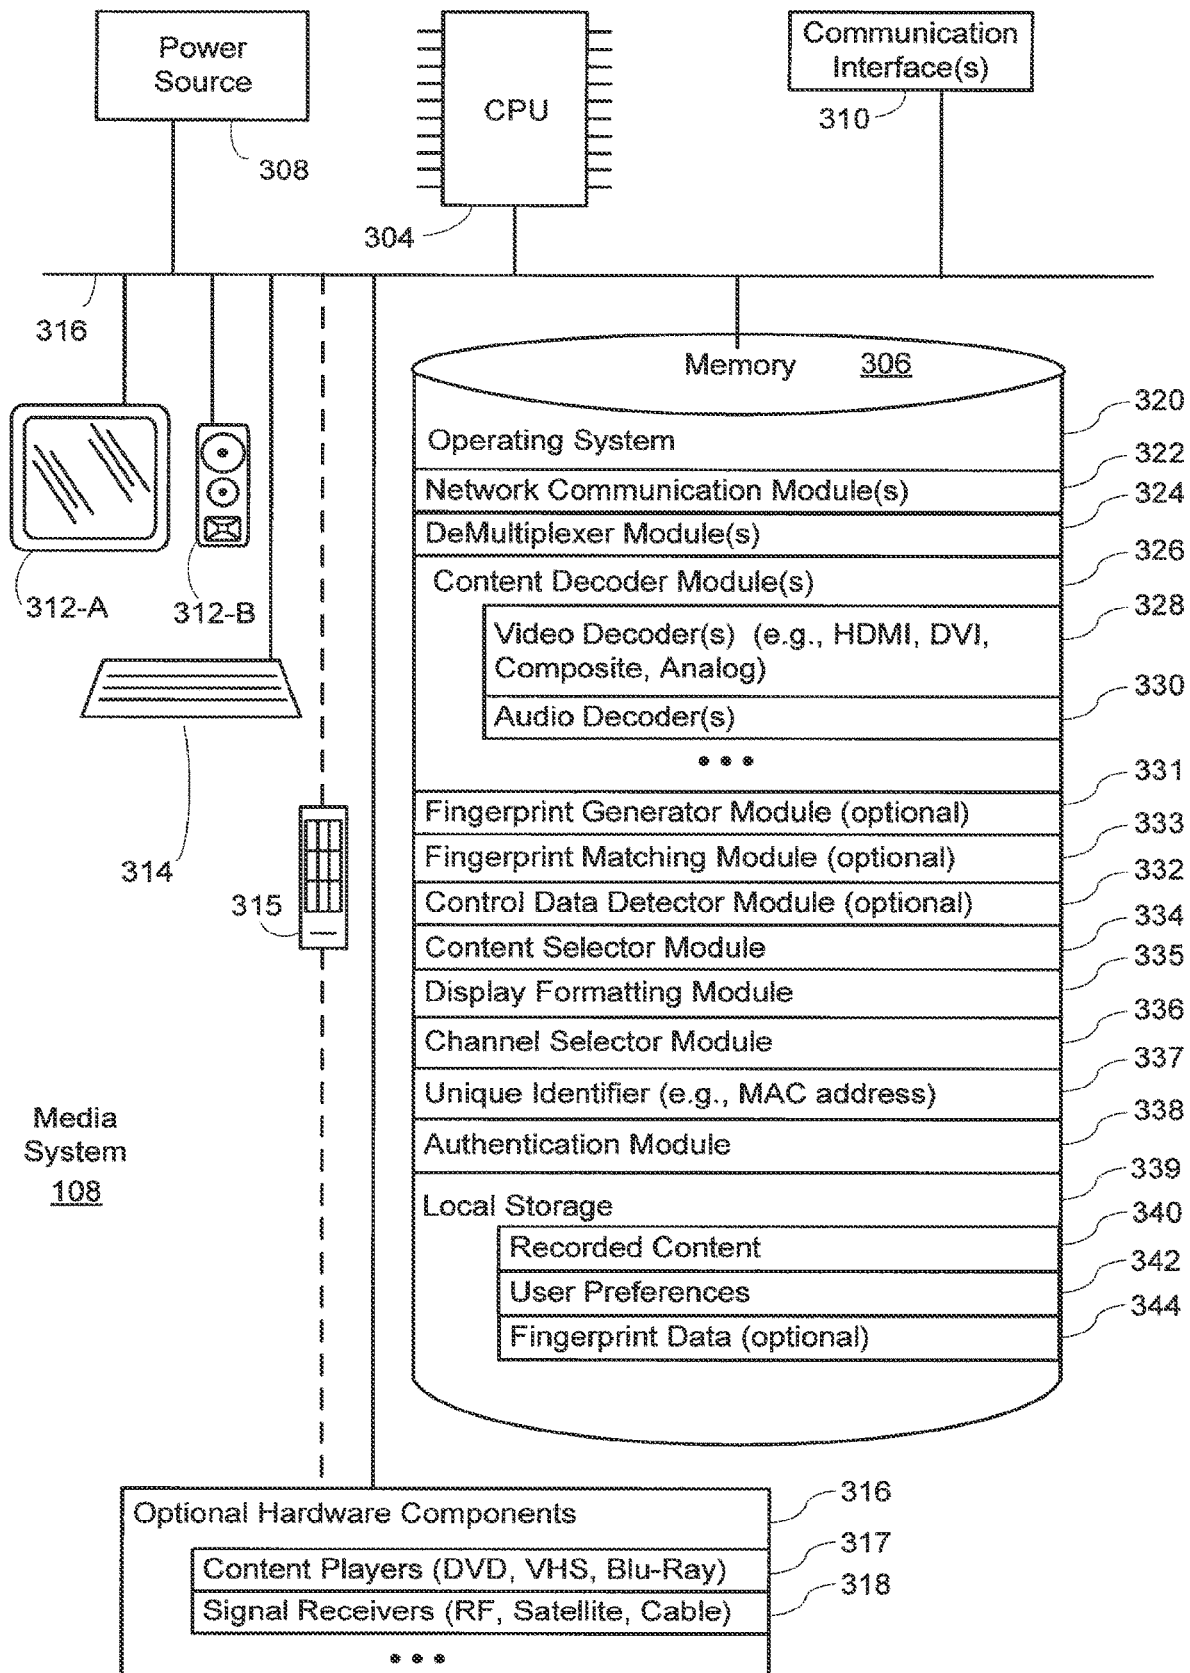 Power
Source
308
CPU
304
Communication
Interface(s)
310
316
312-A
312-B
314
315
Media
System
108
Memory 306
Operating System 320
Network Communication Module(s) 322
DeMultiplexer Module(s) 324
Content Decoder Module(s) 326
Video Decoder(s) (e.g., HDMI, DVI, 328
Composite, Analog)
Audio Decoder(s) 330
•••
Fingerprint Generator Module (optional) 331
Fingerprint Matching Module (optional) 333
Control Data Detector Module (optional) 332
Content Selector Module 334
Display Formatting Module 335
Channel Selector Module 336
Unique Identifier (e.g., MAC address) 337
Authentication Module 338
Local Storage 339
Recorded Content 340
User Preferences 342
Fingerprint Data (optional) 344
Optional Hardware Components 316
Content Players (DVD, VHS, Blu-Ray) 317
Signal Receivers (RF, Satellite, Cable) 318
•••